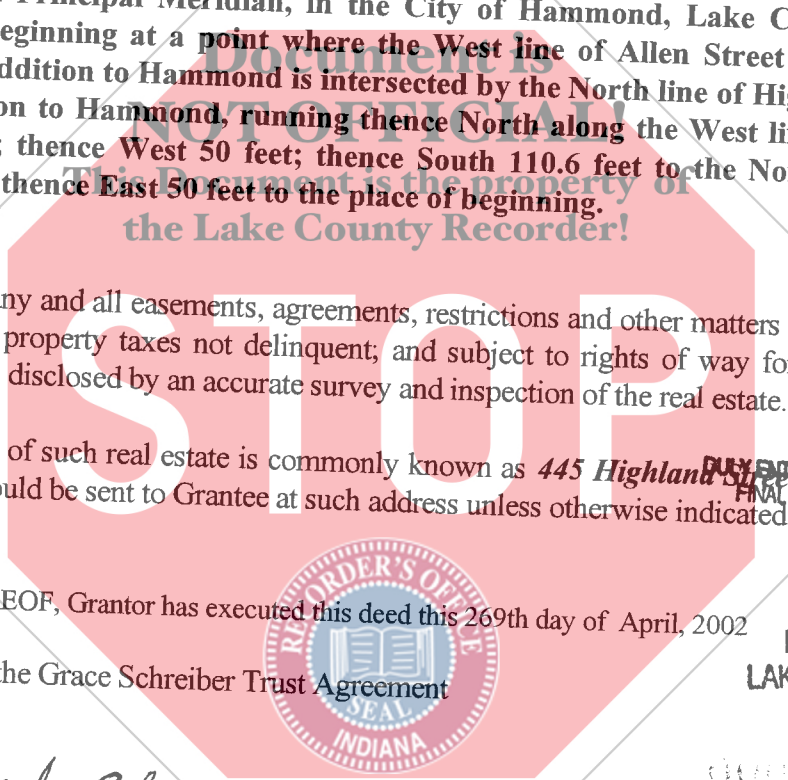 Principal Meridian, in the City of Hammond, Lake C
eginning at a point where the West line of Allen Street
Document is
ddition to Hammond is intersected by the North line of Hi
NOT OFFICIAL!
on to Hammond, running thence North along the West li
; thence West 50 feet; thence South 110.6 feet to the No
This Document is the property of
thence East 50 feet to the place of beginning.
the Lake County Recorder!
ny and all easements, agreements, restrictions and other matters
STOP
property taxes not delinquent; and subject to rights of way fo
disclosed by an accurate survey and inspection of the real estate.
of such real estate is commonly known as 445 Highland Stree
DULY EN
ould be sent to Grantee at such address unless otherwise indicated
FINAL
RECORDER'S OFFICE
EOF, Grantor has executed this deed this 269th day of April, 2002
the Grace Schreiber Trust Agreement
LAK
SEAL
INDIANA